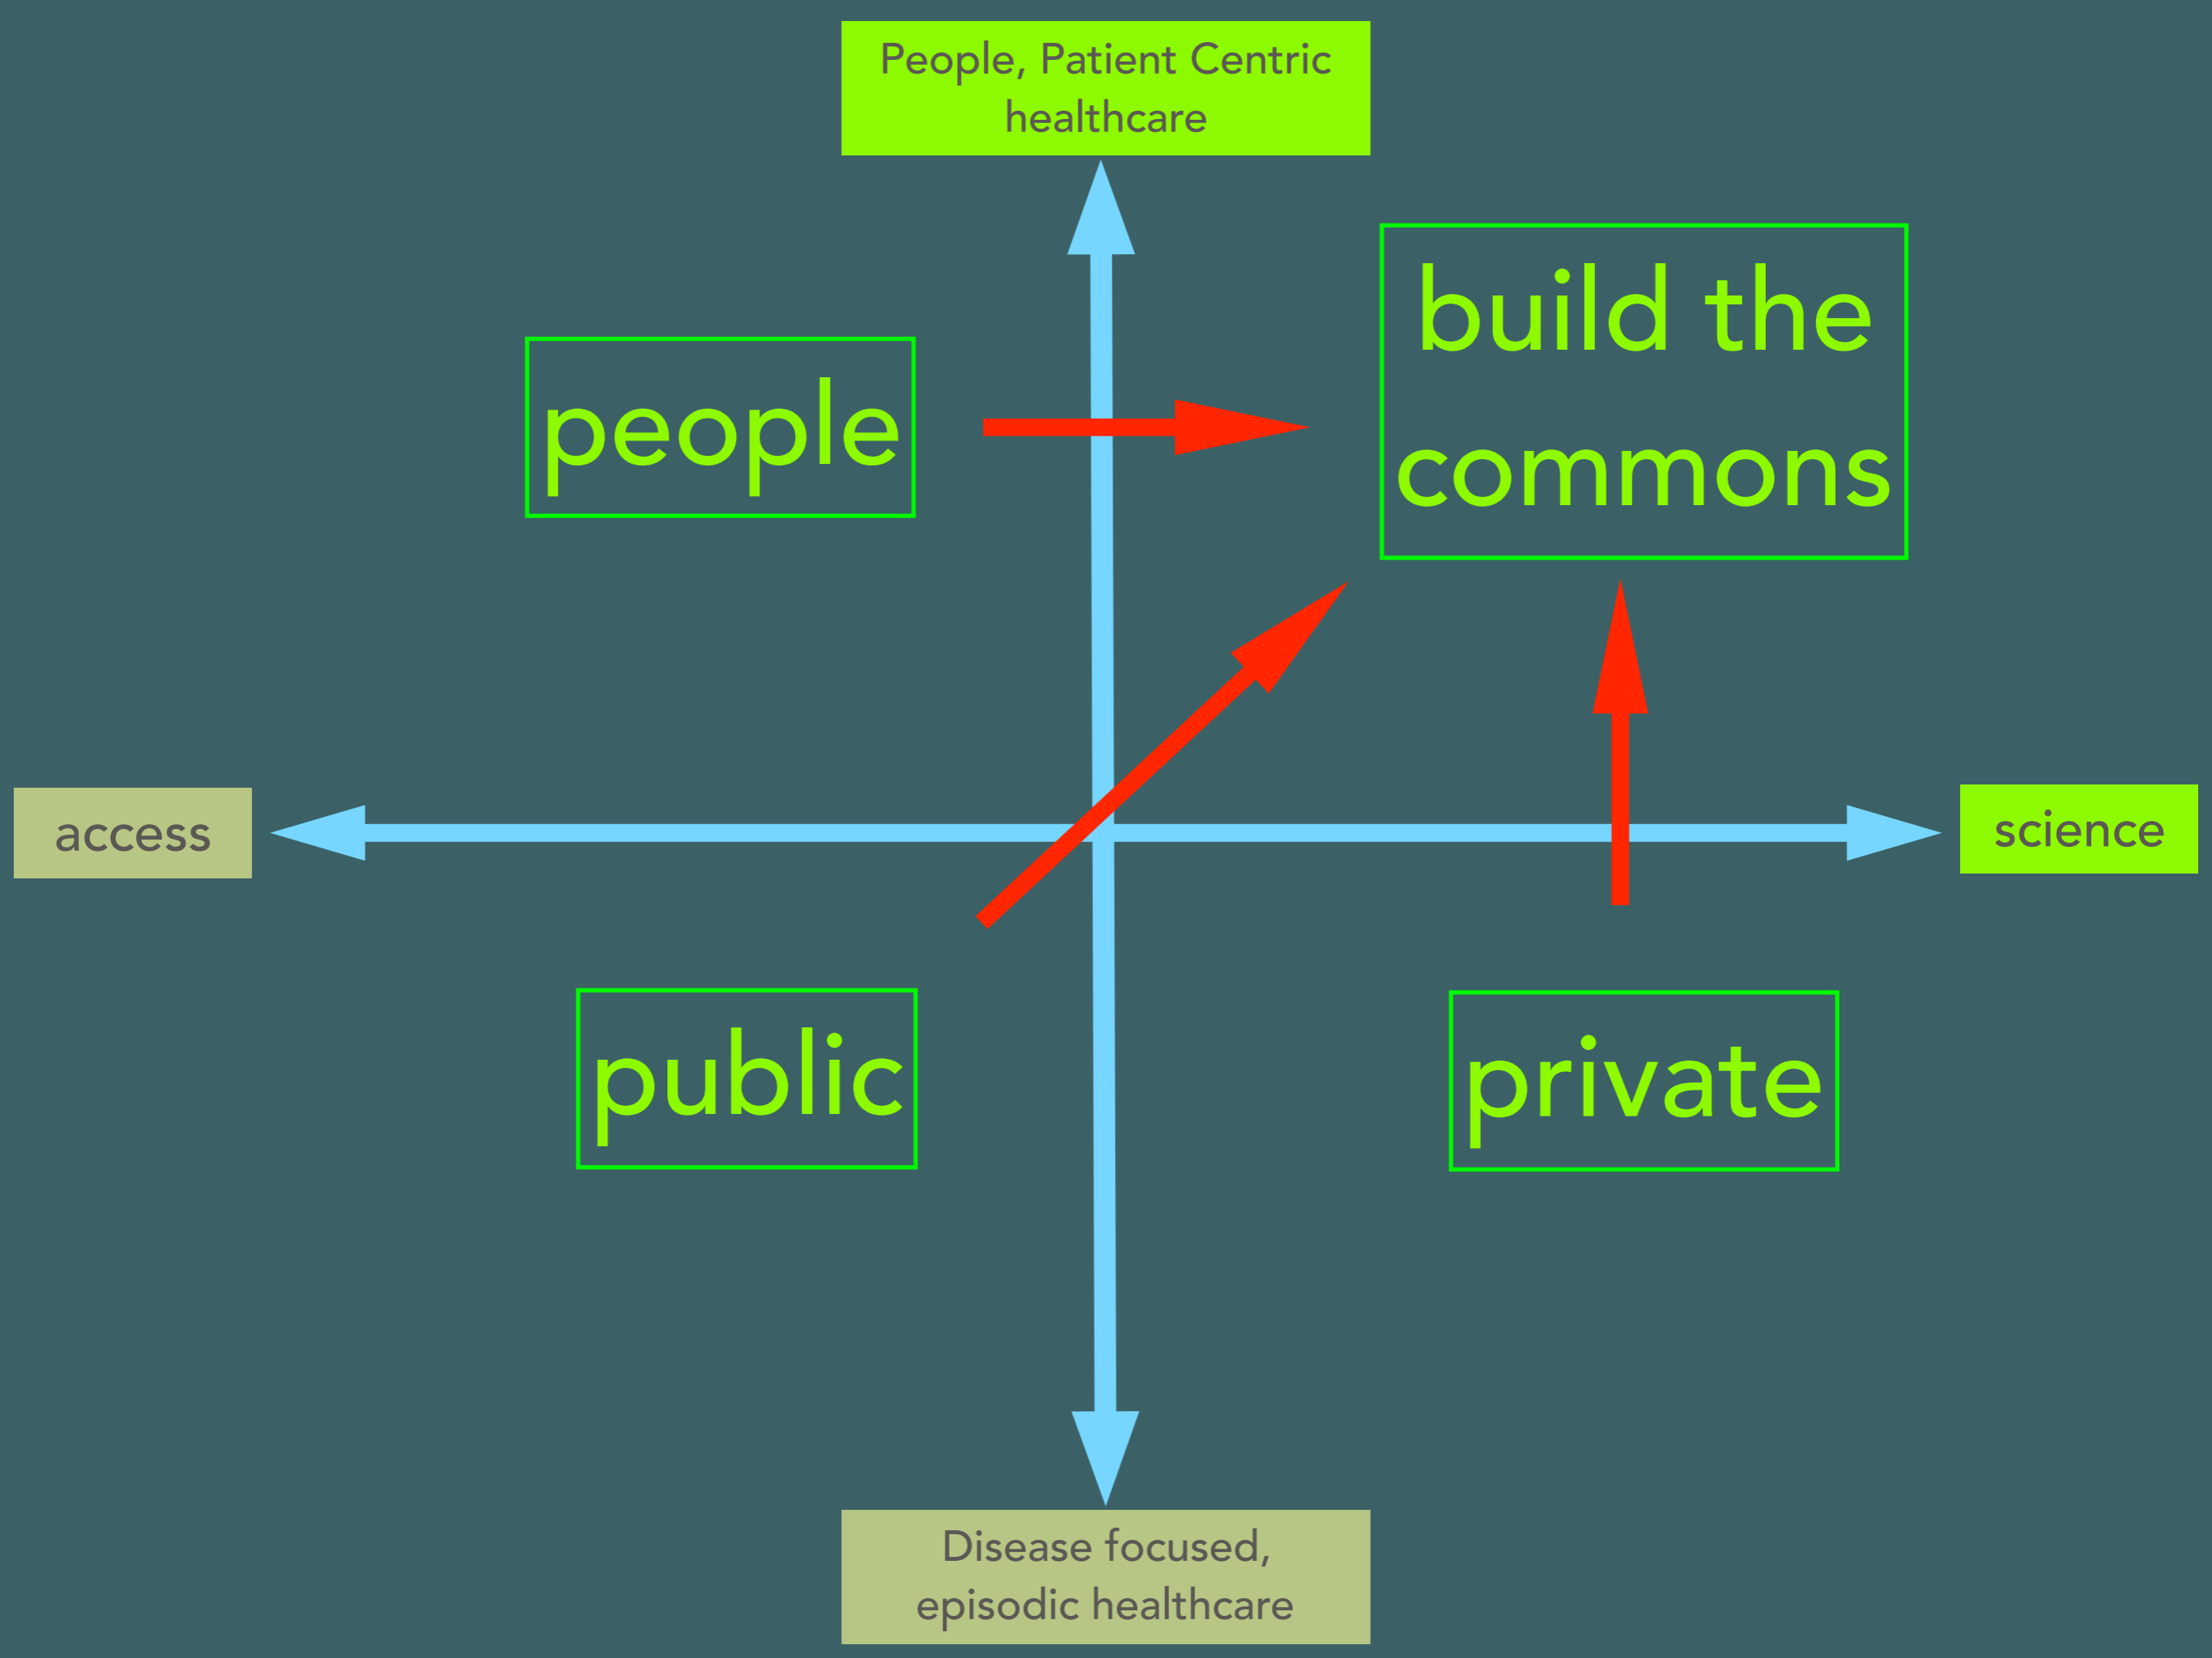 People, Patient Centric
healthcare
build the
commons
people
access
science
public
private
Disease focused,
episodic healthcare